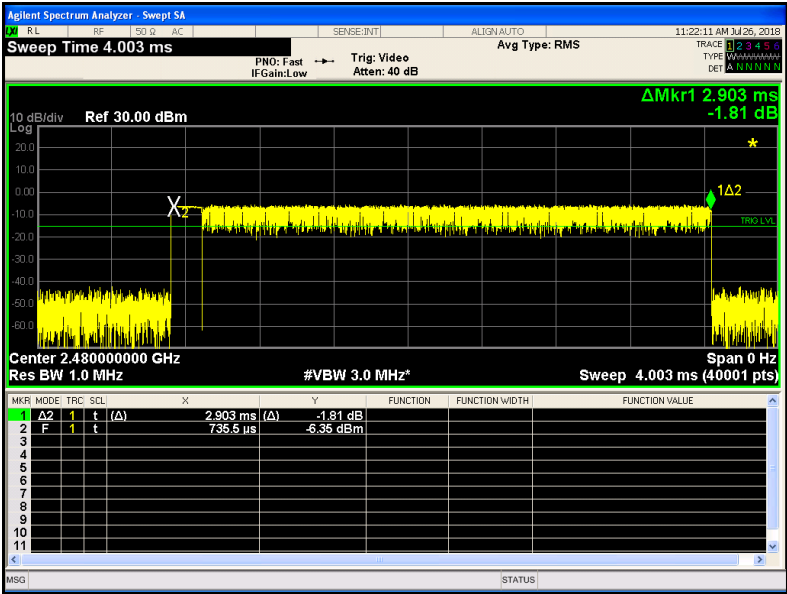 Agilent Spectrum Analyzer - Swept SA
LXI RL RF 50 Ω AC SENSE:INT ALIGN AUTO 11:22:11 AM Jul 26, 2018
Sweep Time 4.003 ms Avg Type: RMS TRACE 1 2 3 4 5 6
PNO: Fast Trig: Video TYPE W
IFGain:Low Atten: 40 dB DET A N N N N N
ΔMkr1 2.903 ms
-1.81 dB
10 dB/div Ref 30.00 dBm
Log
20.0
10.0
0.00
-10.0
-20.0
-30.0
-40.0
-50.0
-60.0
X2
1Δ2
TRIG LVL
Center 2.480000000 GHz Span 0 Hz
Res BW 1.0 MHz #VBW 3.0 MHz* Sweep 4.003 ms (40001 pts)
MKR MODE TRC SCL X Y FUNCTION FUNCTION WIDTH FUNCTION VALUE
1 Δ2 1 t (Δ) 2.903 ms (Δ) -1.81 dB
2 F 1 t 735.5 µs -6.35 dBm
3
4
5
6
7
8
9
10
11
MSG STATUS